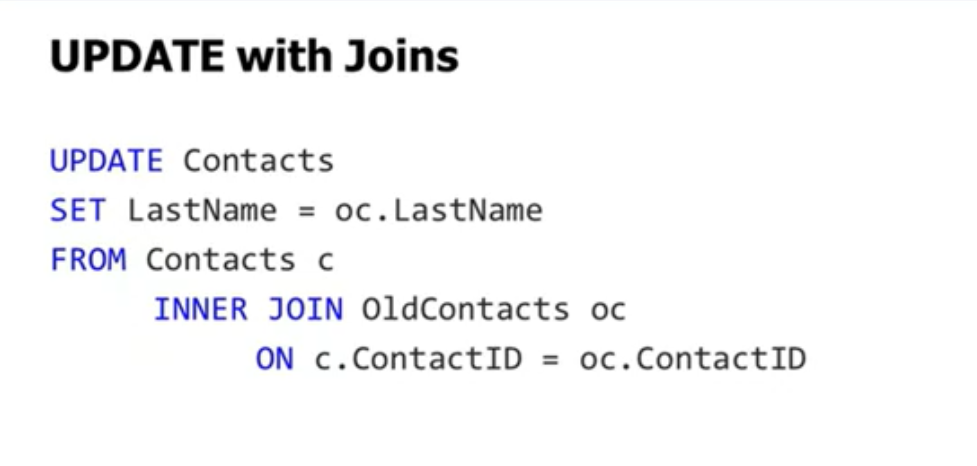 UPDATE with Joins
UPDATE Contacts
SET LastName = oc.LastName
FROM Contacts c
INNER JOIN OldContacts oc
ON c.ContactID = oc.ContactID